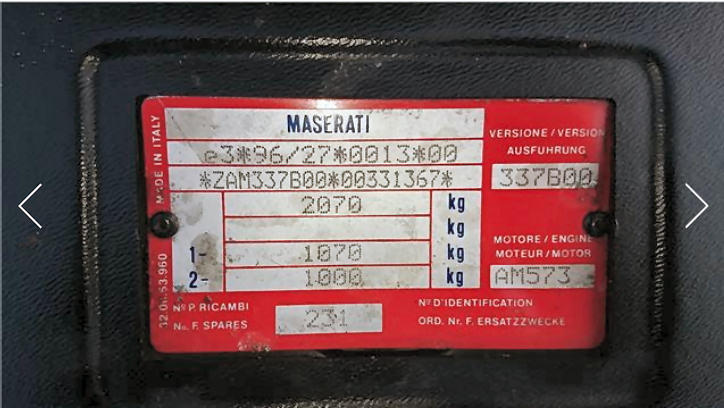 MASERATI
MADE IN ITALY
e3*96/27*0013*00
*ZAM337B00*00331367*
2070 kg
kg
1- 1070 kg
2- 1000 kg
VERSIONE / VERSION
AUSFUHRUNG
337B00
MOTORE / ENGINE
MOTEUR / MOTOR
AM573
Nº P. RICAMBI
No. F. SPARES
231
Nº D'IDENTIFICATION
ORD. Nr. F. ERSATZZWECKE